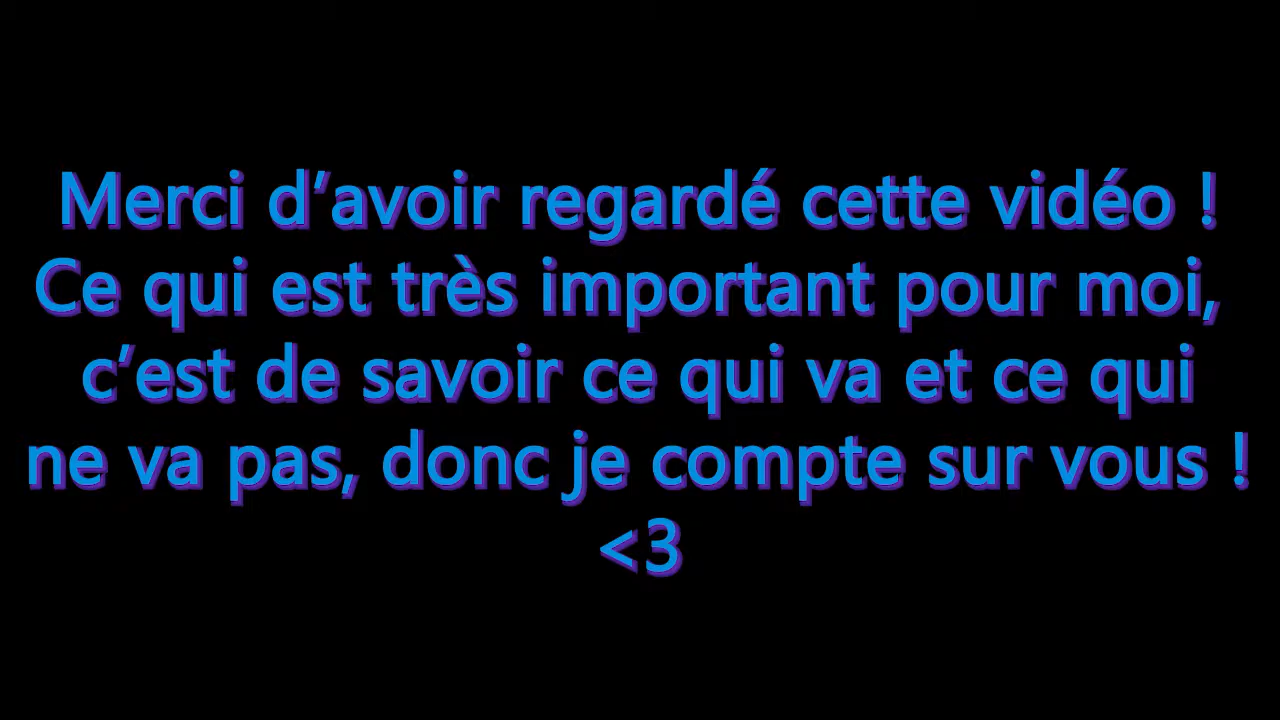 Merci d’avoir regardé cette vidéo !
Ce qui est très important pour moi,
c’est de savoir ce qui va et ce qui
ne va pas, donc je compte sur vous !
<3